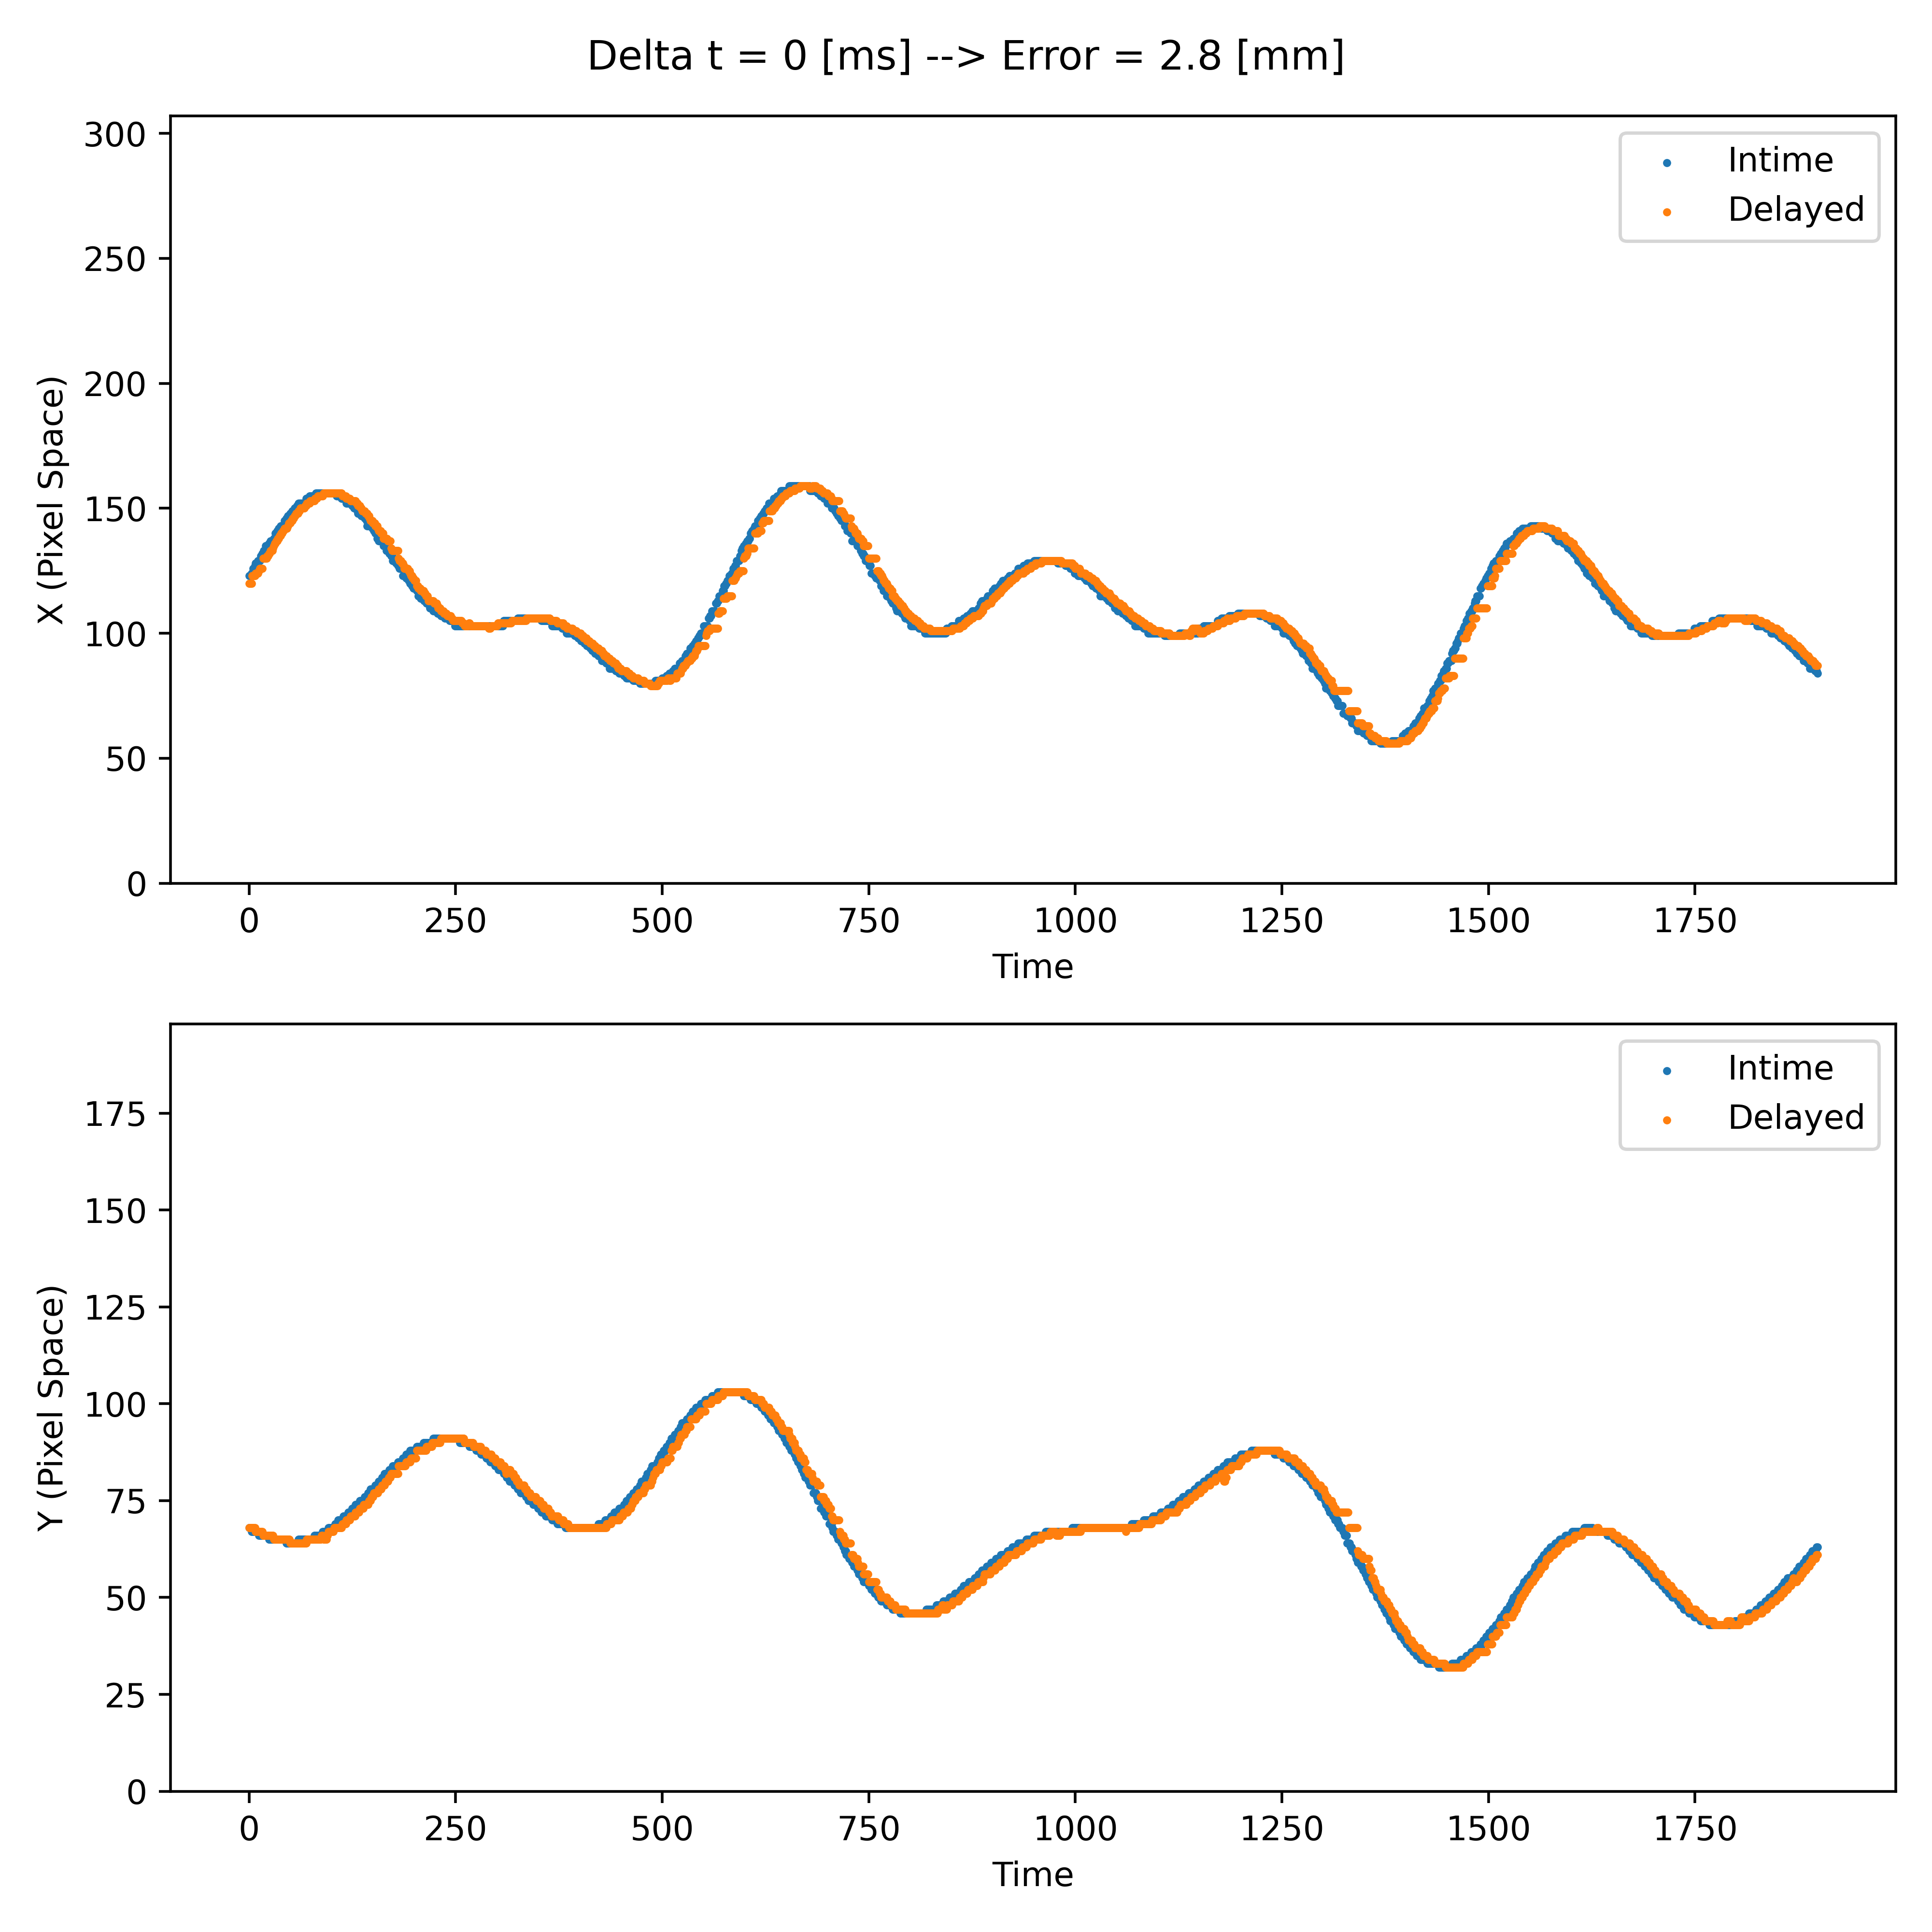 Delta t = 0 [ms] --> Error = 2.8 [mm]
300
250
200
150
100
50
0
X (Pixel Space)
Intime
Delayed
0 250 500 750 1000 1250 1500 1750
Time
175
150
125
100
75
50
25
0
Y (Pixel Space)
Intime
Delayed
0 250 500 750 1000 1250 1500 1750
Time